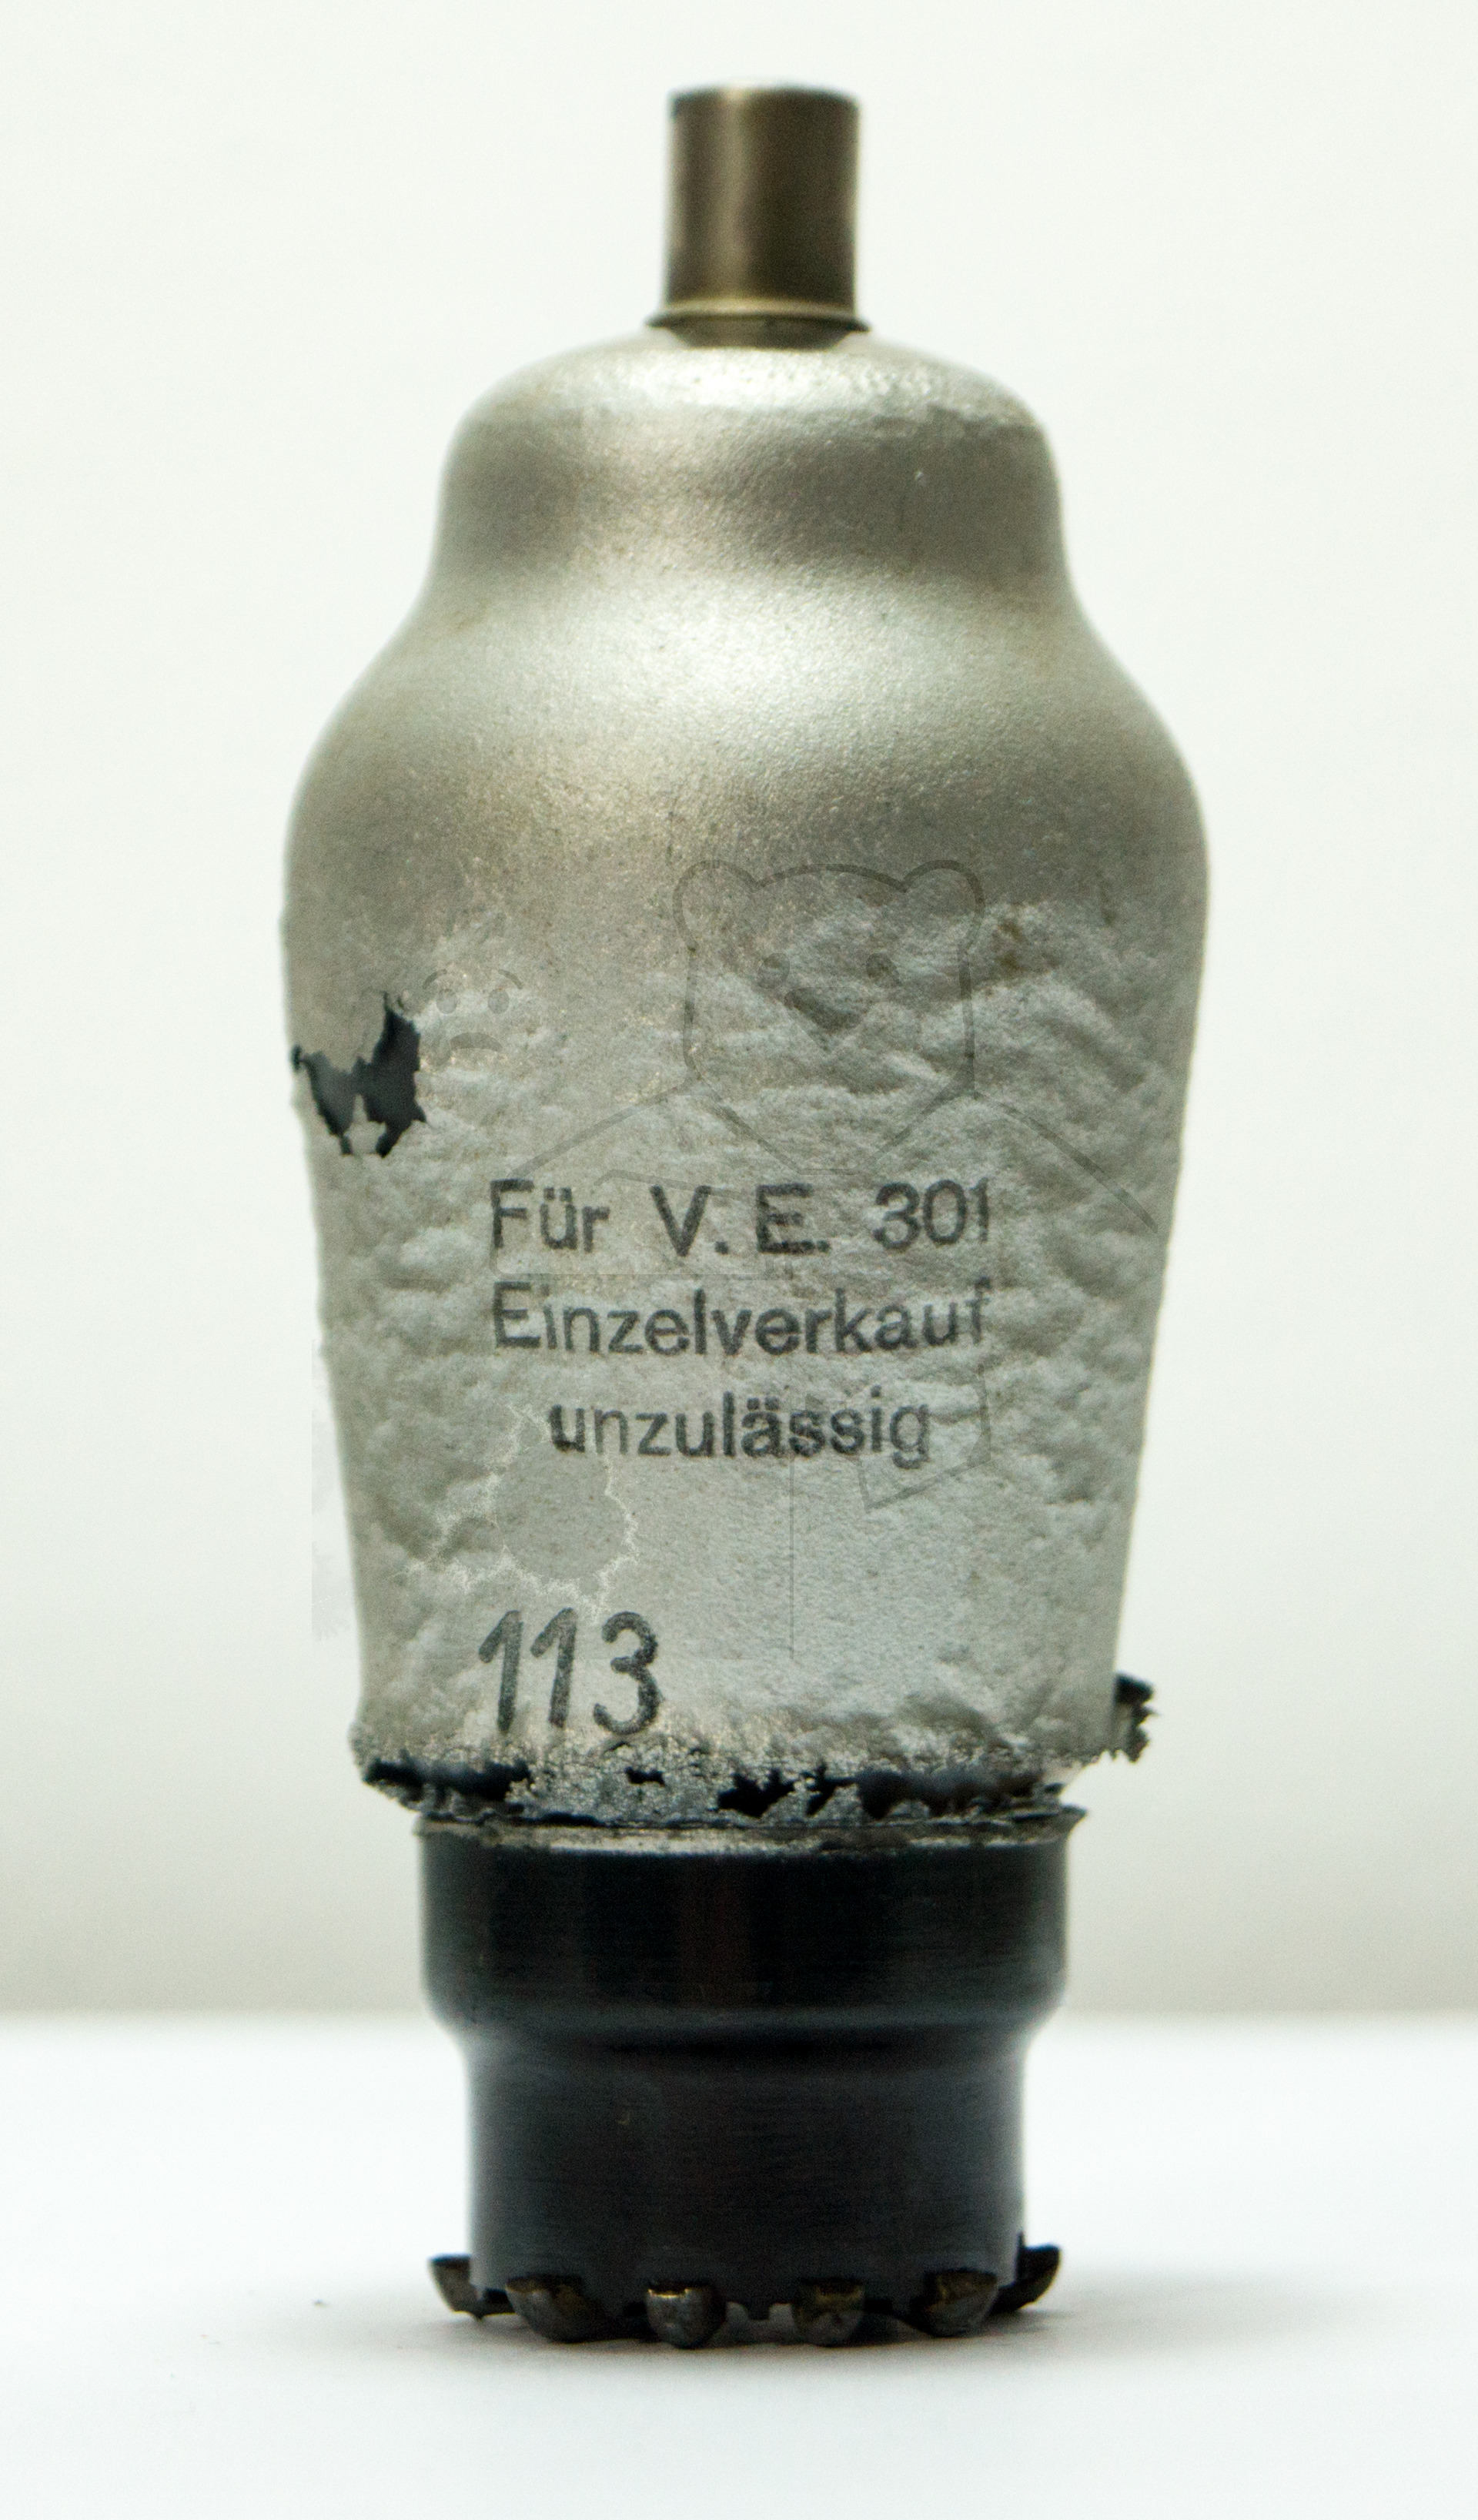 Für V. E. 301
Einzelverkauf
unzulässig
113